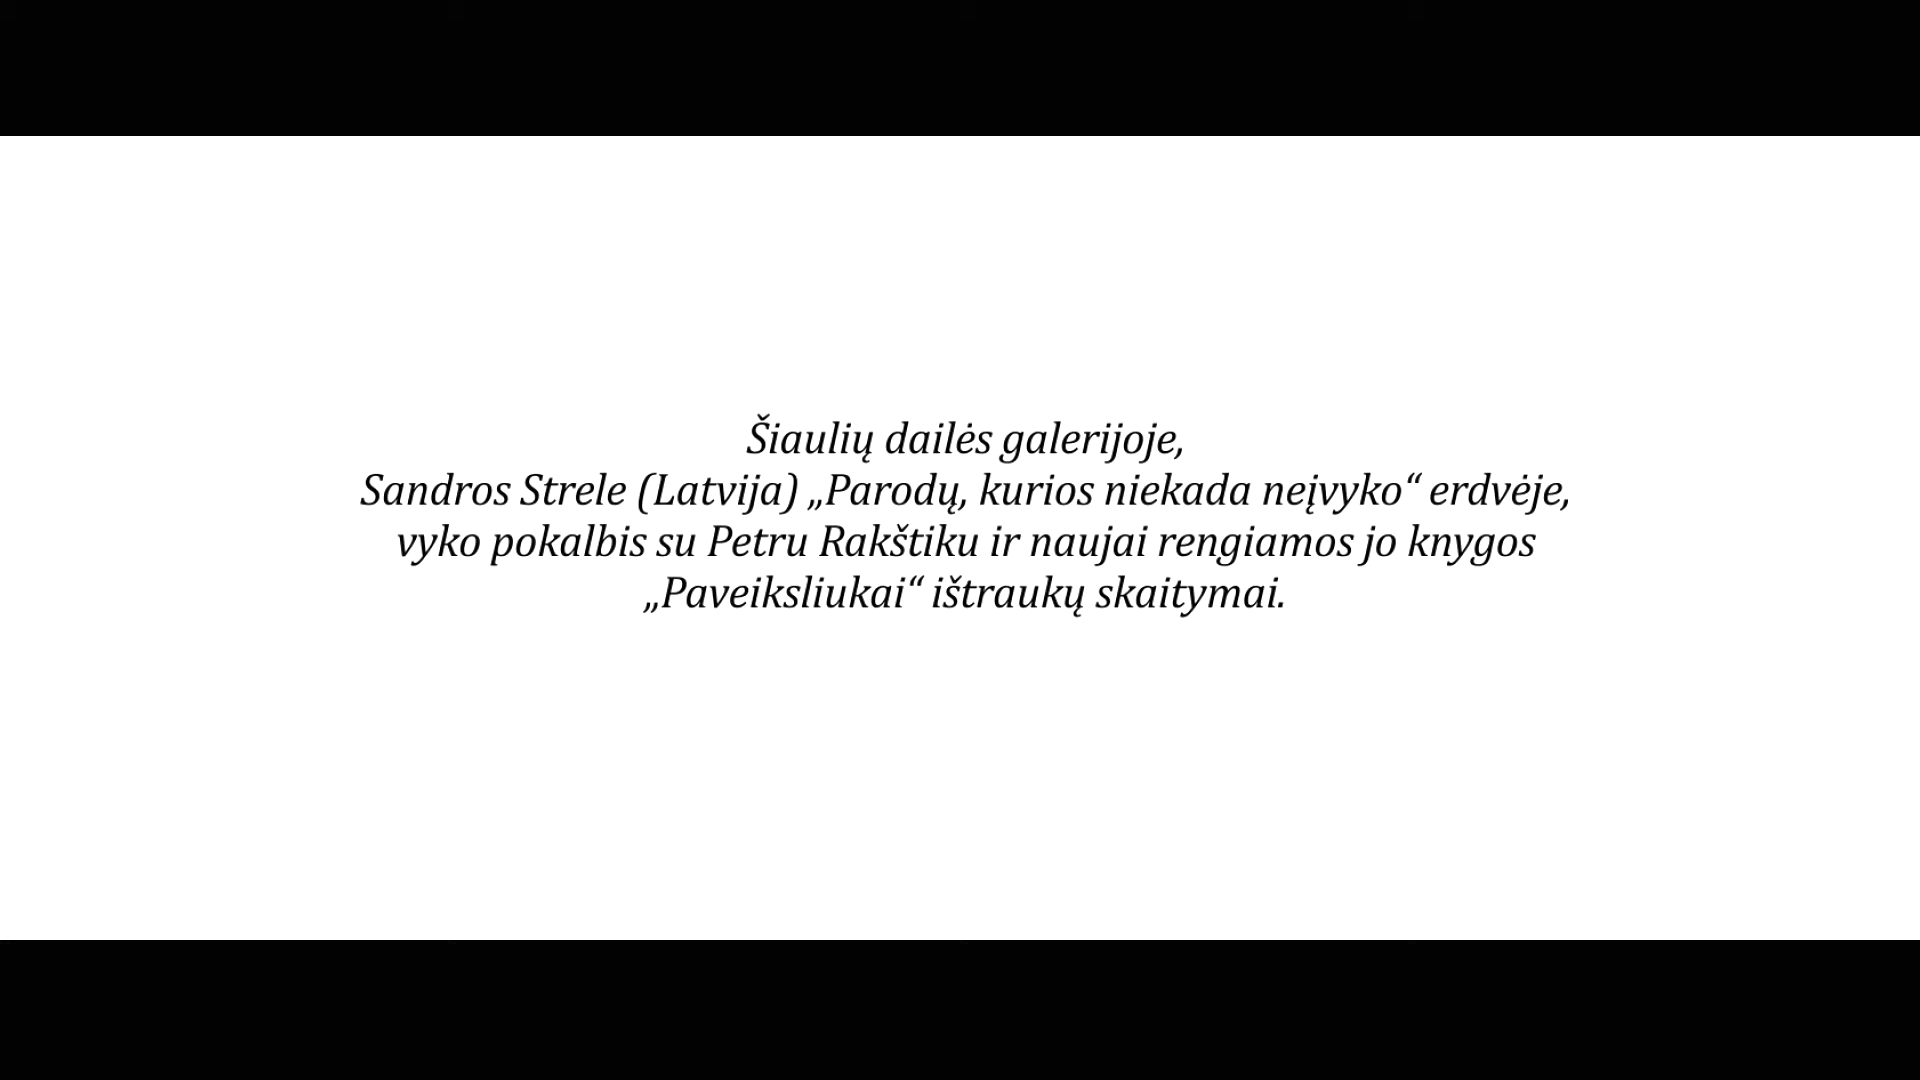 Šiaulių dailės galerijoje,
Sandros Strele (Latvija) „Parodų, kurios niekada neįvyko“ erdvėje,
vyko pokalbis su Petru Rakštiku ir naujai rengiamos jo knygos
„Paveiksliukai“ ištraukų skaitymai.